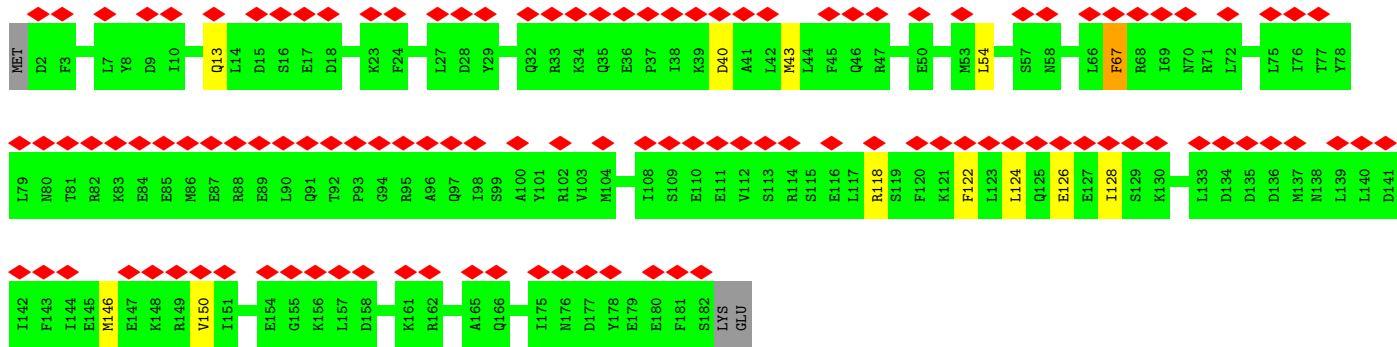 MET D2 F3 L7 Y8 D9 I10 Q13 L14 D15 S16 E17 D18 K23 F24 L27 D28 Y29 Q32 R33 K34 Q35 E36 P37 I38 K39 D40 A41 L42 M43 L44 F45 Q46 R47 E50 M53 L54 S57 N58 L66 F67 R68 I69 N70 R71 L72 L75 I76 T77 Y78
L79 N80 T81 R82 K83 E84 E85 M86 E87 R88 E89 L90 Q91 T92 P93 G94 R95 A96 Q97 I98 S99 A100 Y101 R102 V103 M104 I108 S109 E110 E111 V112 S113 R114 S115 E116 L117 R118 S119 F120 K121 F122 L123 L124 Q125 E126 E127 I128 S129 K130 L133 D134 D135 D136 M137 N138 L139 L140 D141
I142 F143 I144 E145 M146 E147 K148 R149 V150 I151 E154 G155 K156 L157 D158 K161 R162 A165 Q166 I175 N176 D177 Y178 E179 E180 F181 S182 LYS GLU